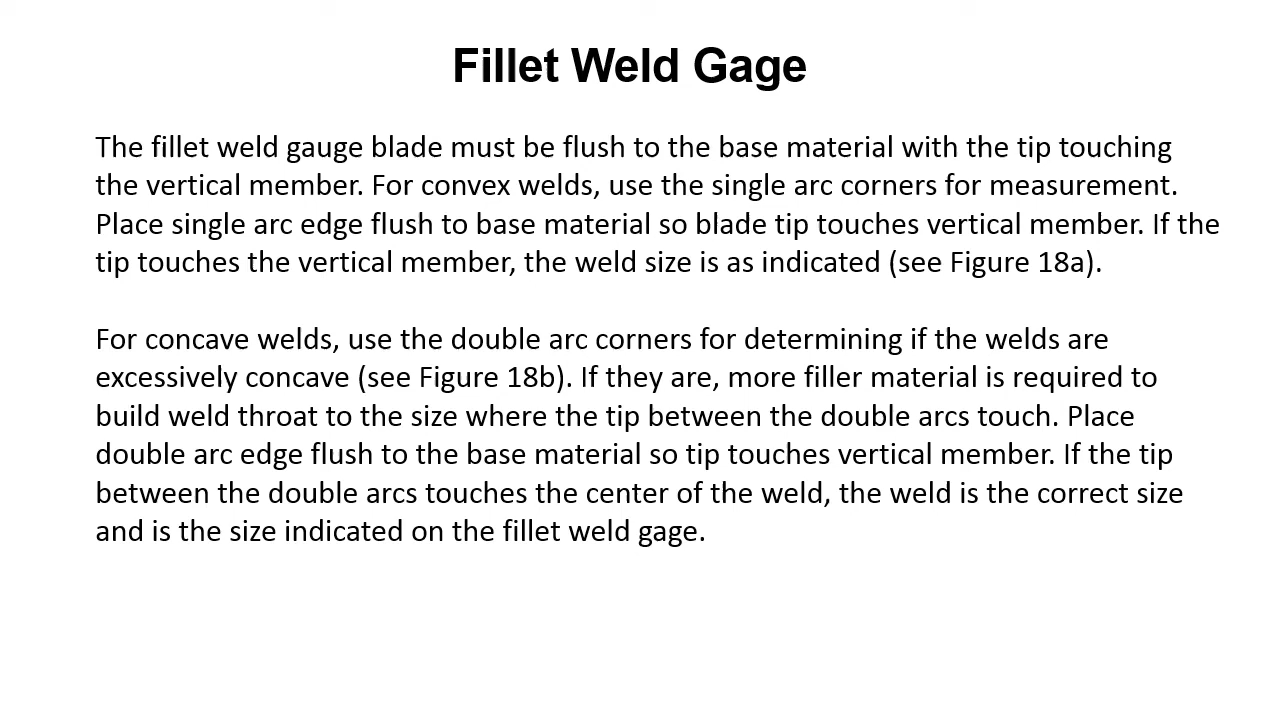 Fillet Weld Gage
The fillet weld gauge blade must be flush to the base material with the tip touching
the vertical member. For convex welds, use the single arc corners for measurement.
Place single arc edge flush to base material so blade tip touches vertical member. If the
tip touches the vertical member, the weld size is as indicated (see Figure 18a).
For concave welds, use the double arc corners for determining if the welds are
excessively concave (see Figure 18b). If they are, more filler material is required to
build weld throat to the size where the tip between the double arcs touch. Place
double arc edge flush to the base material so tip touches vertical member. If the tip
between the double arcs touches the center of the weld, the weld is the correct size
and is the size indicated on the fillet weld gage.